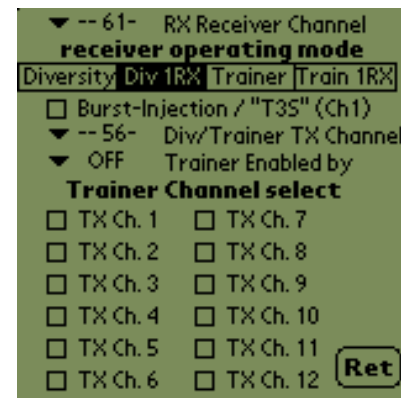 -- 61- RX Receiver Channel
receiver operating mode
Diversity Div 1RX Trainer Train 1RX
Burst-Injection / "T3S" (Ch1)
-- 56- Div/Trainer TX Channel
OFF Trainer Enabled by
Trainer Channel select
TX Ch. 1 TX Ch. 7
TX Ch. 2 TX Ch. 8
TX Ch. 3 TX Ch. 9
TX Ch. 4 TX Ch. 10
TX Ch. 5 TX Ch. 11
TX Ch. 6 TX Ch. 12 Ret